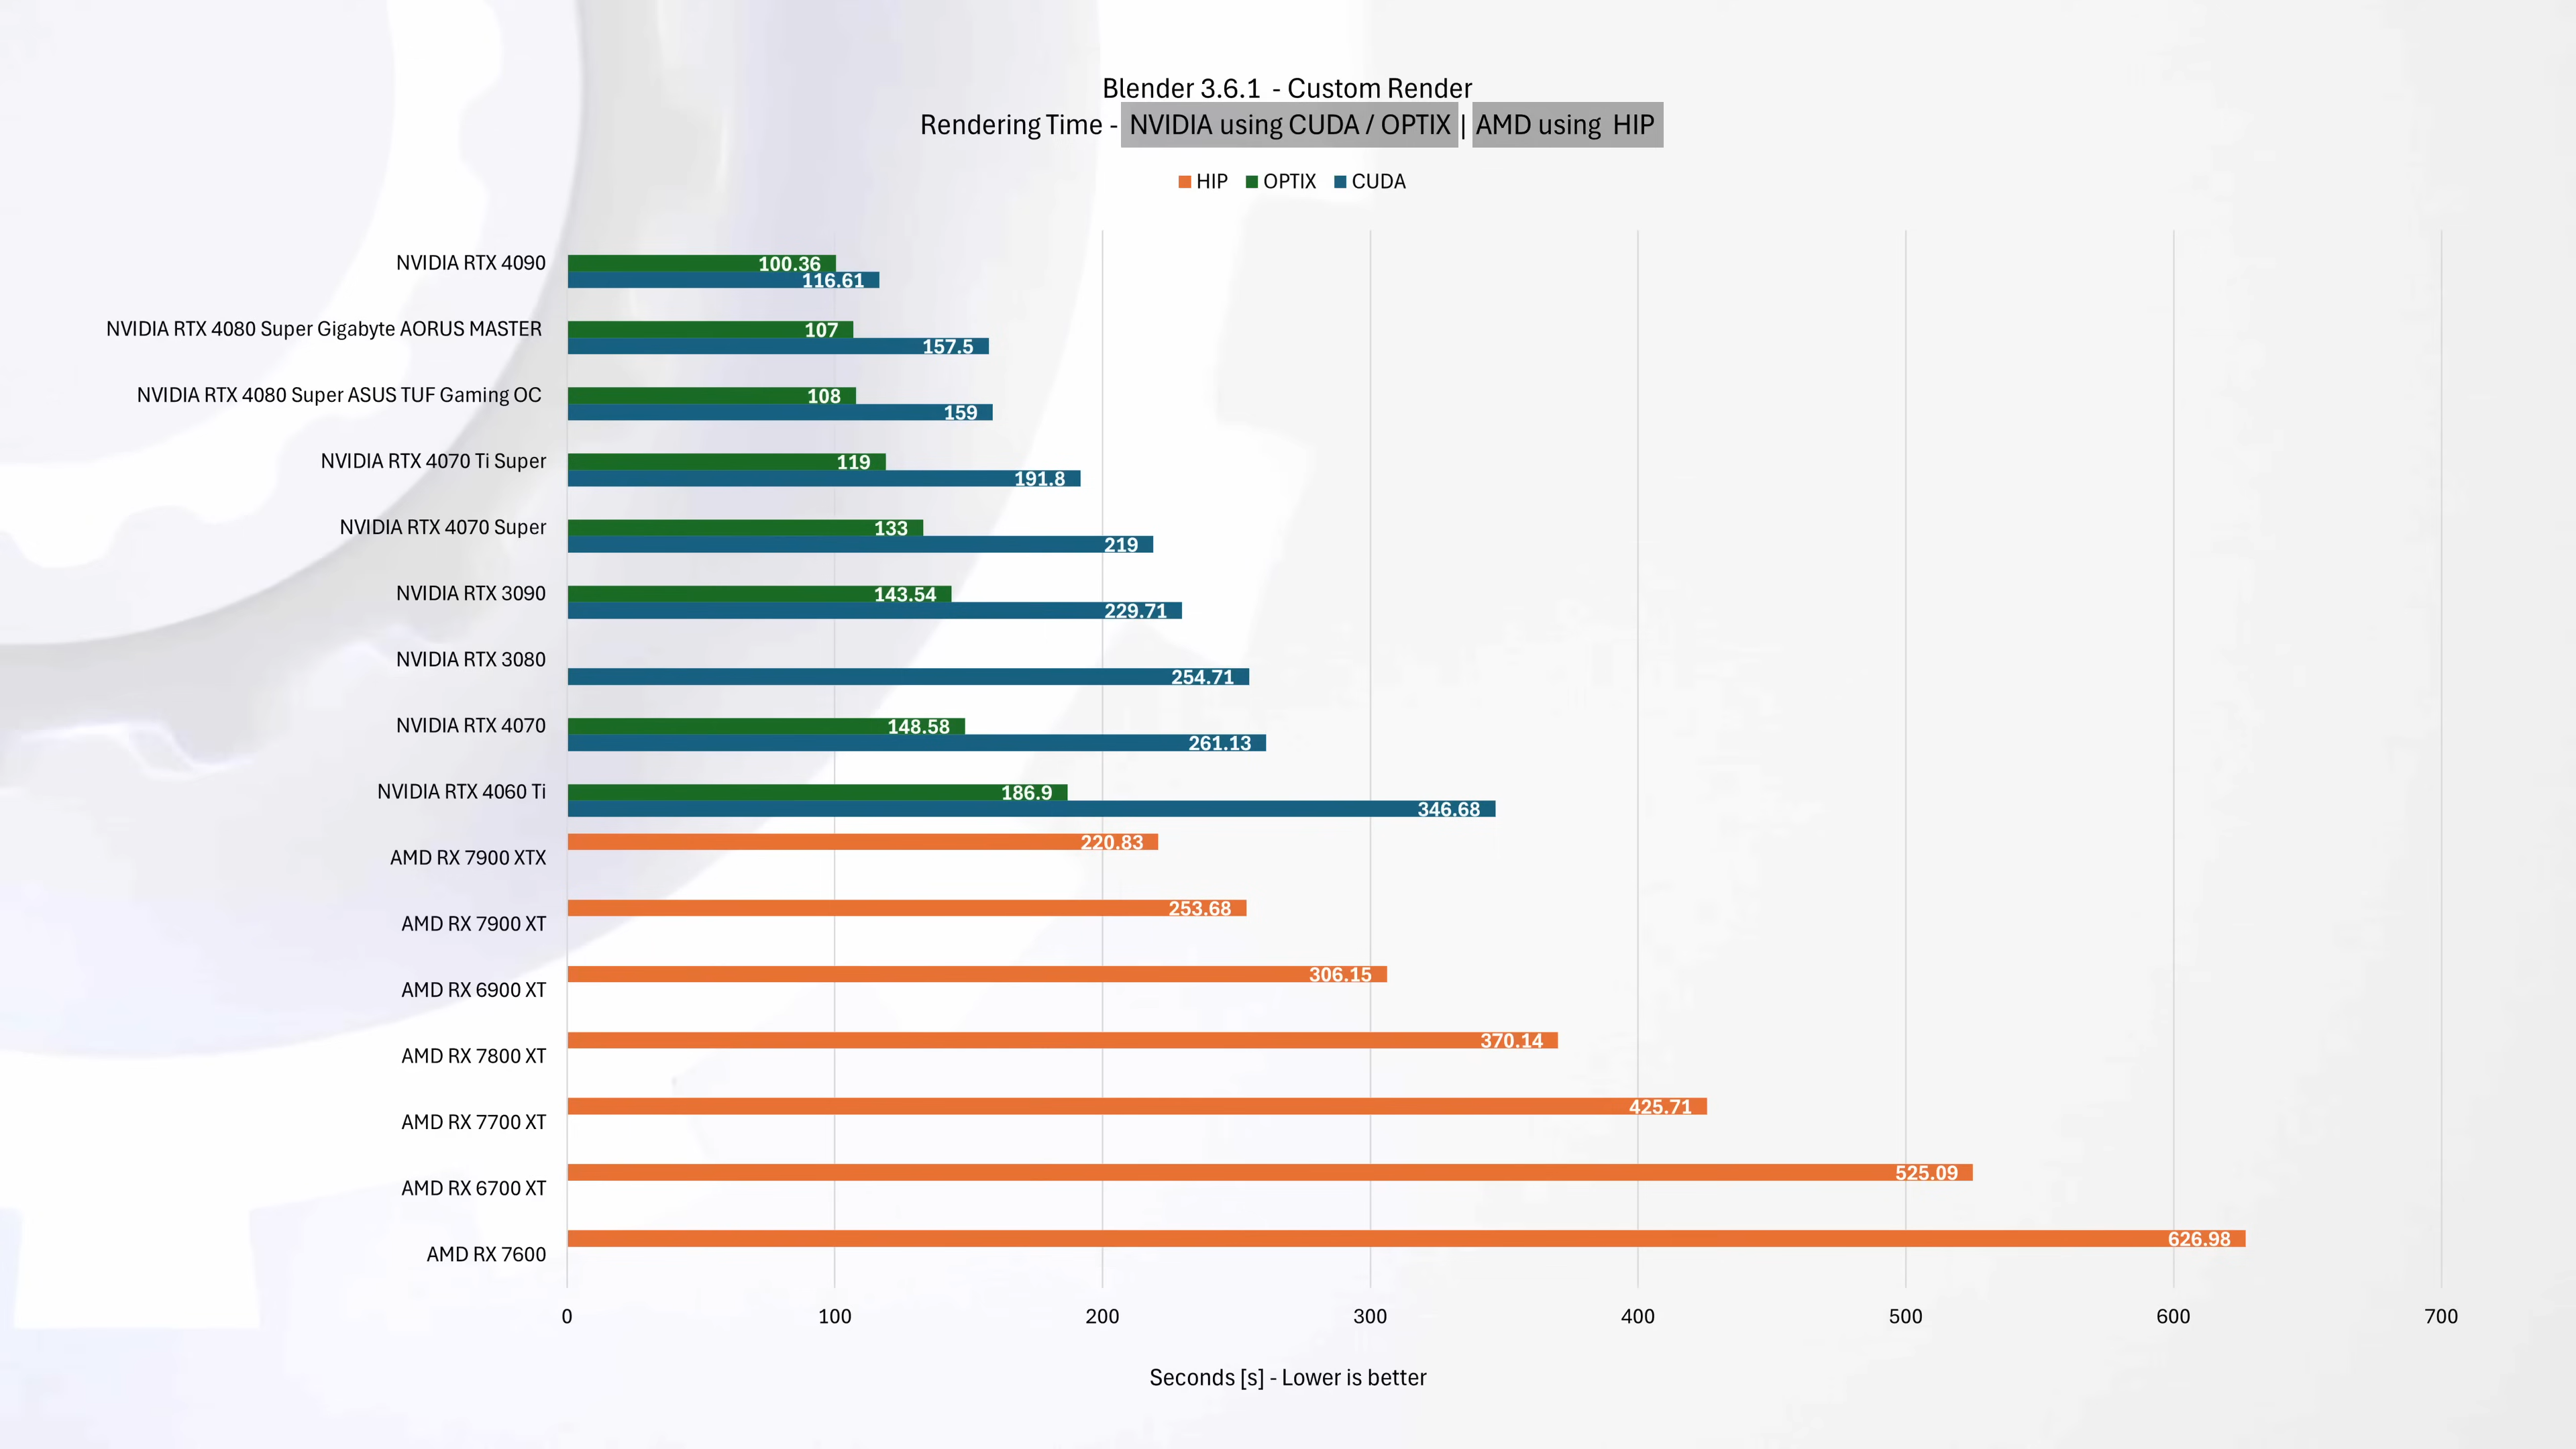 Blender 3.6.1 - Custom Render
Rendering Time - NVIDIA using CUDA / OPTIX | AMD using HIP
HIP OPTIX CUDA
NVIDIA RTX 4090 100.36
116.61
NVIDIA RTX 4080 Super Gigabyte AORUS MASTER 107
157.5
NVIDIA RTX 4080 Super ASUS TUF Gaming OC 108
159
NVIDIA RTX 4070 Ti Super 119
191.8
NVIDIA RTX 4070 Super 133
219
NVIDIA RTX 3090 143.54
229.71
NVIDIA RTX 3080
254.71
NVIDIA RTX 4070 148.58
261.13
NVIDIA RTX 4060 Ti 186.9
346.68
220.83
AMD RX 7900 XTX
253.68
AMD RX 7900 XT
306.15
AMD RX 6900 XT
370.14
AMD RX 7800 XT
425.71
AMD RX 7700 XT
525.09
AMD RX 6700 XT
626.98
AMD RX 7600
0 100 200 300 400 500 600 700
Seconds [s] - Lower is better